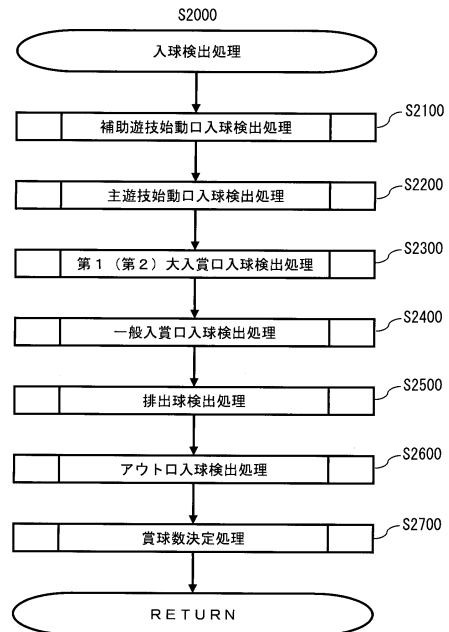 S2000
入球検出処理
補助遊技始動口入球検出処理
S2100
主遊技始動口入球検出処理
S2200
第1（第2）大入賞口入球検出処理
S2300
一般入賞口入球検出処理
S2400
排出球検出処理
S2500
アウト口入球検出処理
S2600
賞球数決定処理
S2700
RETURN